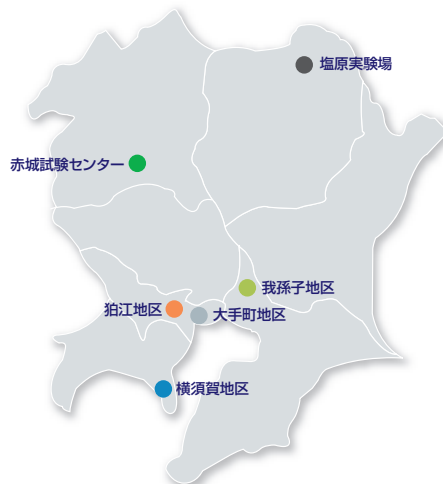 塩原実験場
赤城試験センター
我孫子地区
狛江地区
大手町地区
横須賀地区